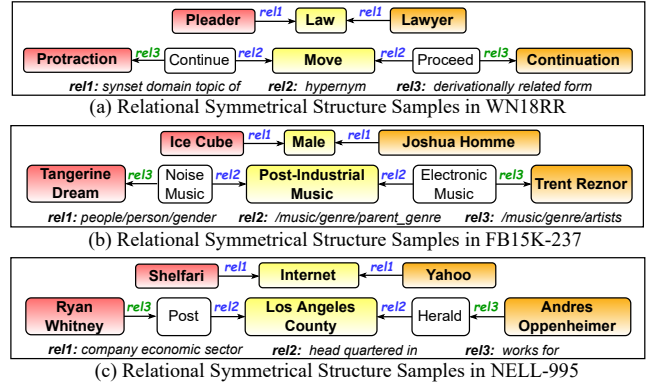 Pleader rel1 Law rel1 Lawyer
Protraction rel3 Continue rel2 Move rel2 Proceed rel3 Continuation
rel1: synset domain topic of rel2: hypernym rel3: derivationally related form
(a) Relational Symmetrical Structure Samples in WN18RR
Ice Cube rel1 Male rel1 Joshua Homme
Tangerine Dream rel3 Noise Music rel2 Post-Industrial Music rel2 Electronic Music rel3 Trent Reznor
rel1: people/person/gender rel2: /music/genre/parent_genre rel3: /music/genre/artists
(b) Relational Symmetrical Structure Samples in FB15K-237
Shelfari rel1 Internet rel1 Yahoo
Ryan Whitney rel3 Post rel2 Los Angeles County rel2 Herald rel3 Andres Oppenheimer
rel1: company economic sector rel2: head quartered in rel3: works for
(c) Relational Symmetrical Structure Samples in NELL-995